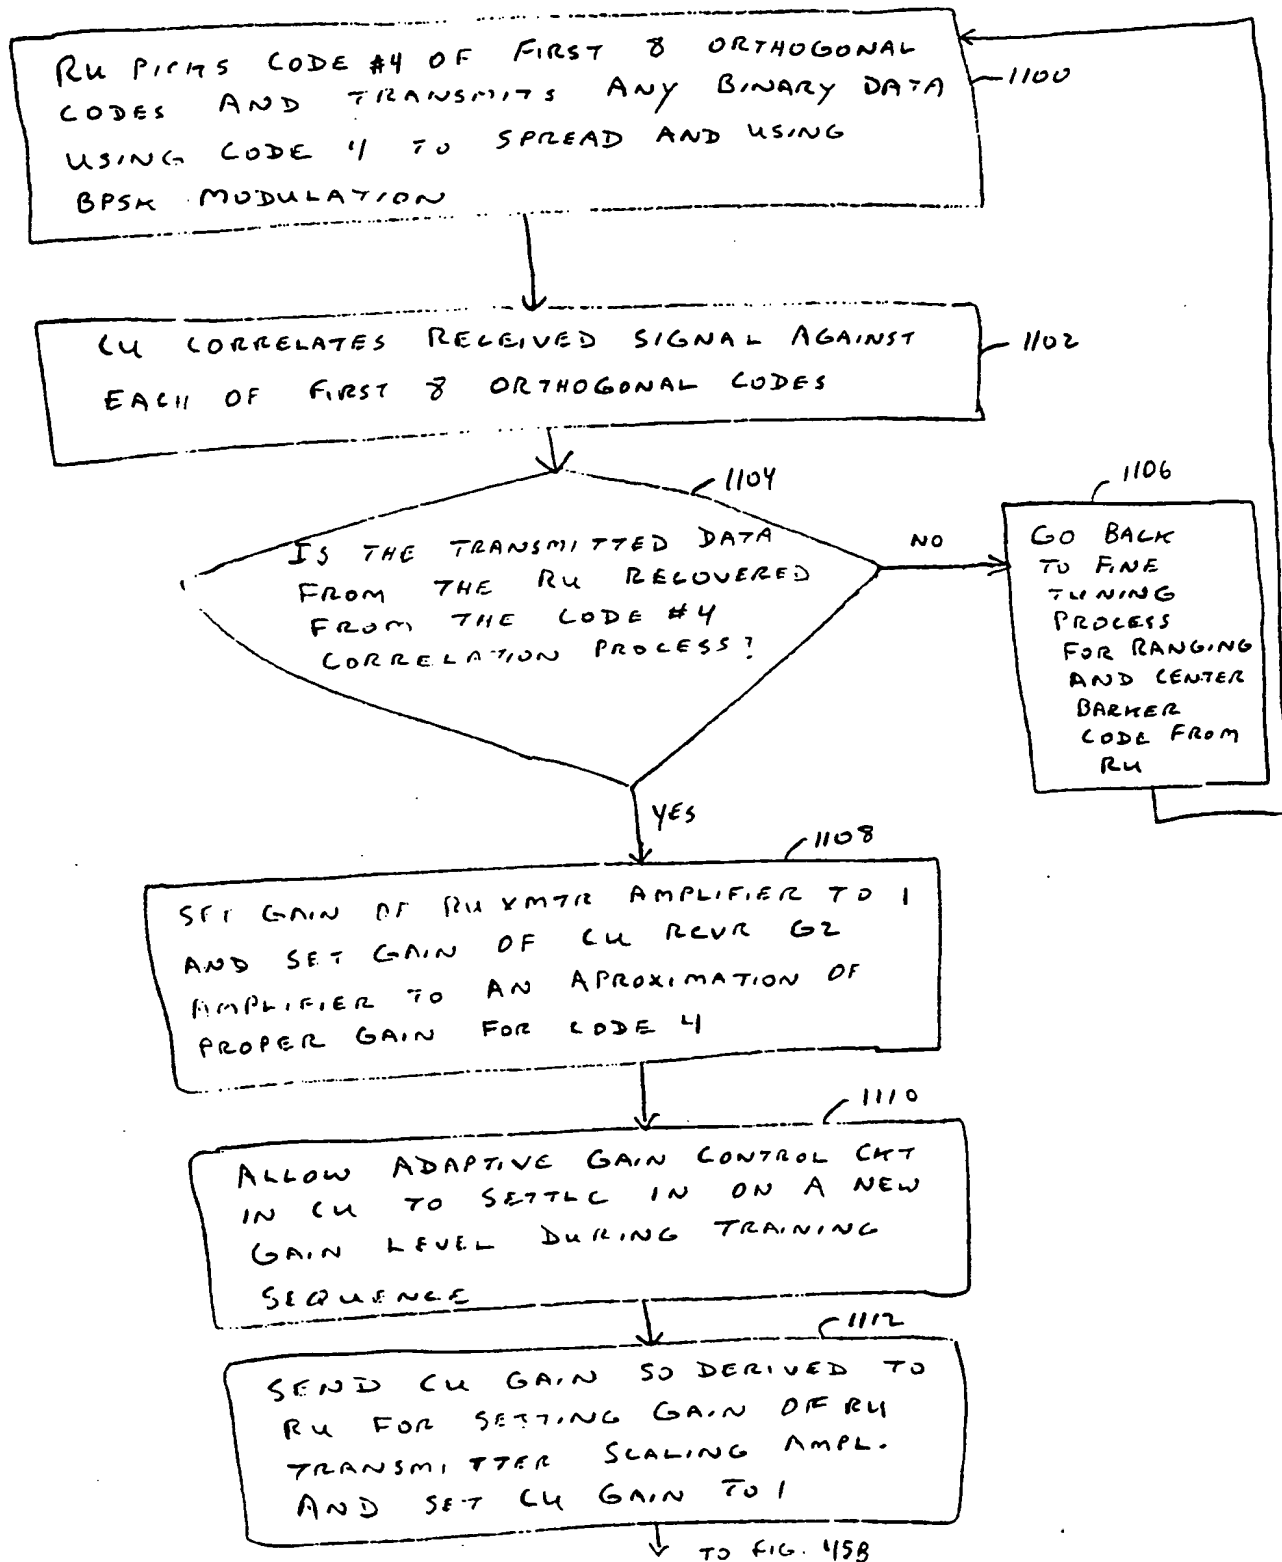 RU PICKS CODE #4 OF FIRST 8 ORTHOGONAL
CODES AND TRANSMITS ANY BINARY DATA
USING CODE 4 TO SPREAD AND USING
BPSK MODULATION
1100
CU CORRELATES RECEIVED SIGNAL AGAINST
EACH OF FIRST 8 ORTHOGONAL CODES
1102
1104
IS THE TRANSMITTED DATA
FROM THE RU RECOVERED
FROM THE CODE #4
CORRELATION PROCESS?
NO
1106
GO BACK
TO FINE
TUNING
PROCESS
FOR RANGING
AND CENTER
BARKER
CODE FROM
RU
YES
1108
SET GAIN OF RU XMTR AMPLIFIER TO 1
AND SET GAIN OF CU RCVR G2
AMPLIFIER TO AN APROXIMATION OF
PROPER GAIN FOR CODE 4
1110
ALLOW ADAPTIVE GAIN CONTROL CKT
IN CU TO SETTLE IN ON A NEW
GAIN LEVEL DURING TRAINING
SEQUENCE
1112
SEND CU GAIN SO DERIVED TO
RU FOR SETTING GAIN OF RU
TRANSMITTER SCALING AMPL.
AND SET CU GAIN TO 1
TO FIG. 45B